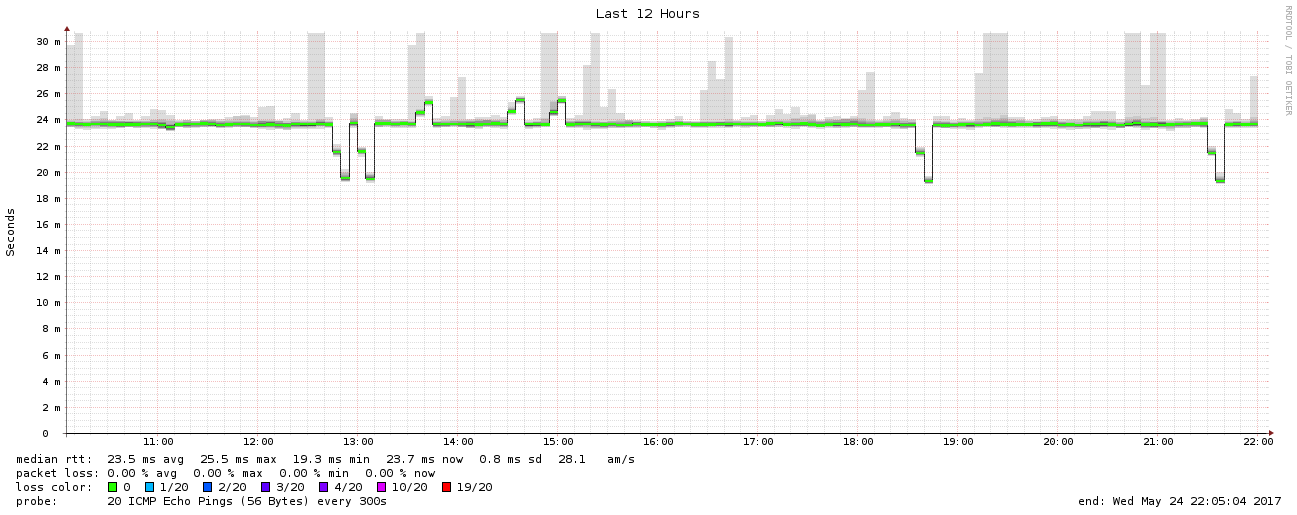 Last 12 Hours
RRDTOOL / TOBI OETIKER
Seconds
30 m
28 m
26 m
24 m
22 m
20 m
18 m
16 m
14 m
12 m
10 m
8 m
6 m
4 m
2 m
0
11:00 12:00 13:00 14:00 15:00 16:00 17:00 18:00 19:00 20:00 21:00 22:00
median rtt: 23.5 ms avg 25.5 ms max 19.3 ms min 23.7 ms now 0.8 ms sd 28.1 am/s
packet loss: 0.00 % avg 0.00 % max 0.00 % min 0.00 % now
loss color: 0 1/20 2/20 3/20 4/20 10/20 19/20
probe: 20 ICMP Echo Pings (56 Bytes) every 300s
end: Wed May 24 22:05:04 2017